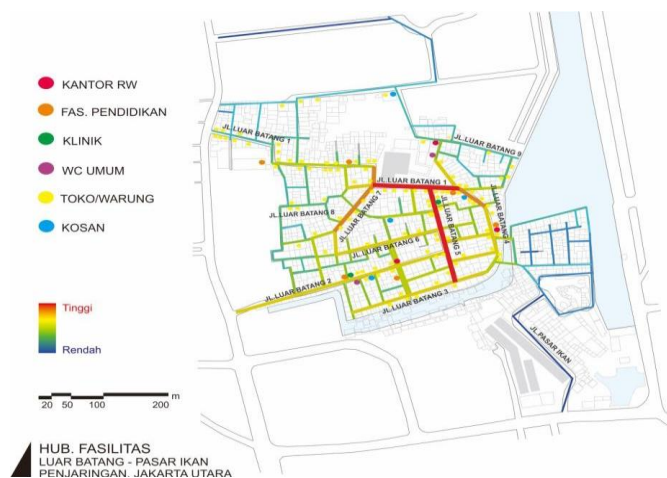 KANTOR RW
FAS. PENDIDIKAN
KLINIK
WC UMUM
TOKO/WARUNG
KOSAN
Tinggi
Rendah
20 50 100 200 m
HUB. FASILITAS
LUAR BATANG - PASAR IKAN
PENJARINGAN, JAKARTA UTARA
JL.LUAR BATANG 1
JL.LUAR BATANG 9
JL.LUAR BATANG 1
JL.LUAR BATANG 7
JL.LUAR BATANG 8
JL.LUAR BATANG 5
JL.LUAR BATANG 4
JL.LUAR BATANG 6
JL.LUAR BATANG 2
JL.LUAR BATANG 3
JL.PASAR IKAN